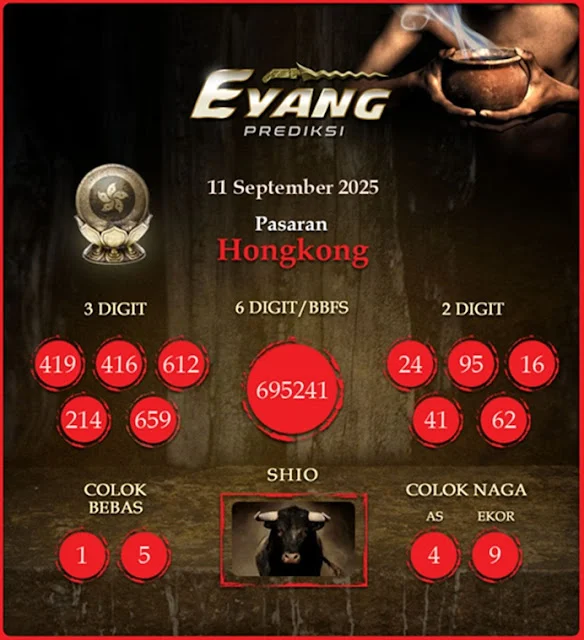 EYANG
PREDIKSI
11 September 2025
Pasaran
Hongkong
3 DIGIT
419 416 612
214 659
6 DIGIT/BBFS
695241
2 DIGIT
24 95 16
41 62
COLOK
BEBAS
1 5
SHIO
COLOK NAGA
AS EKOR
4 9